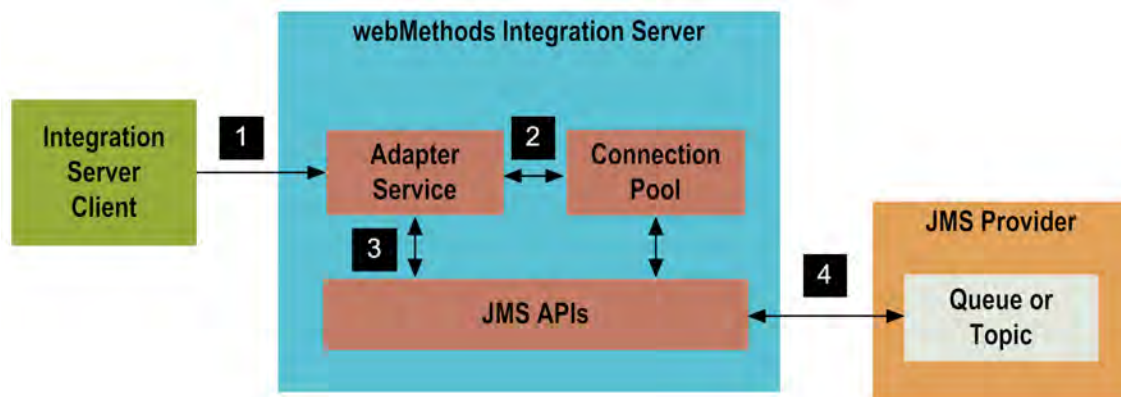 webMethods Integration Server
Integration
Server
Client
1
Adapter
Service
2
Connection
Pool
3
JMS APIs
4
JMS Provider
Queue or
Topic